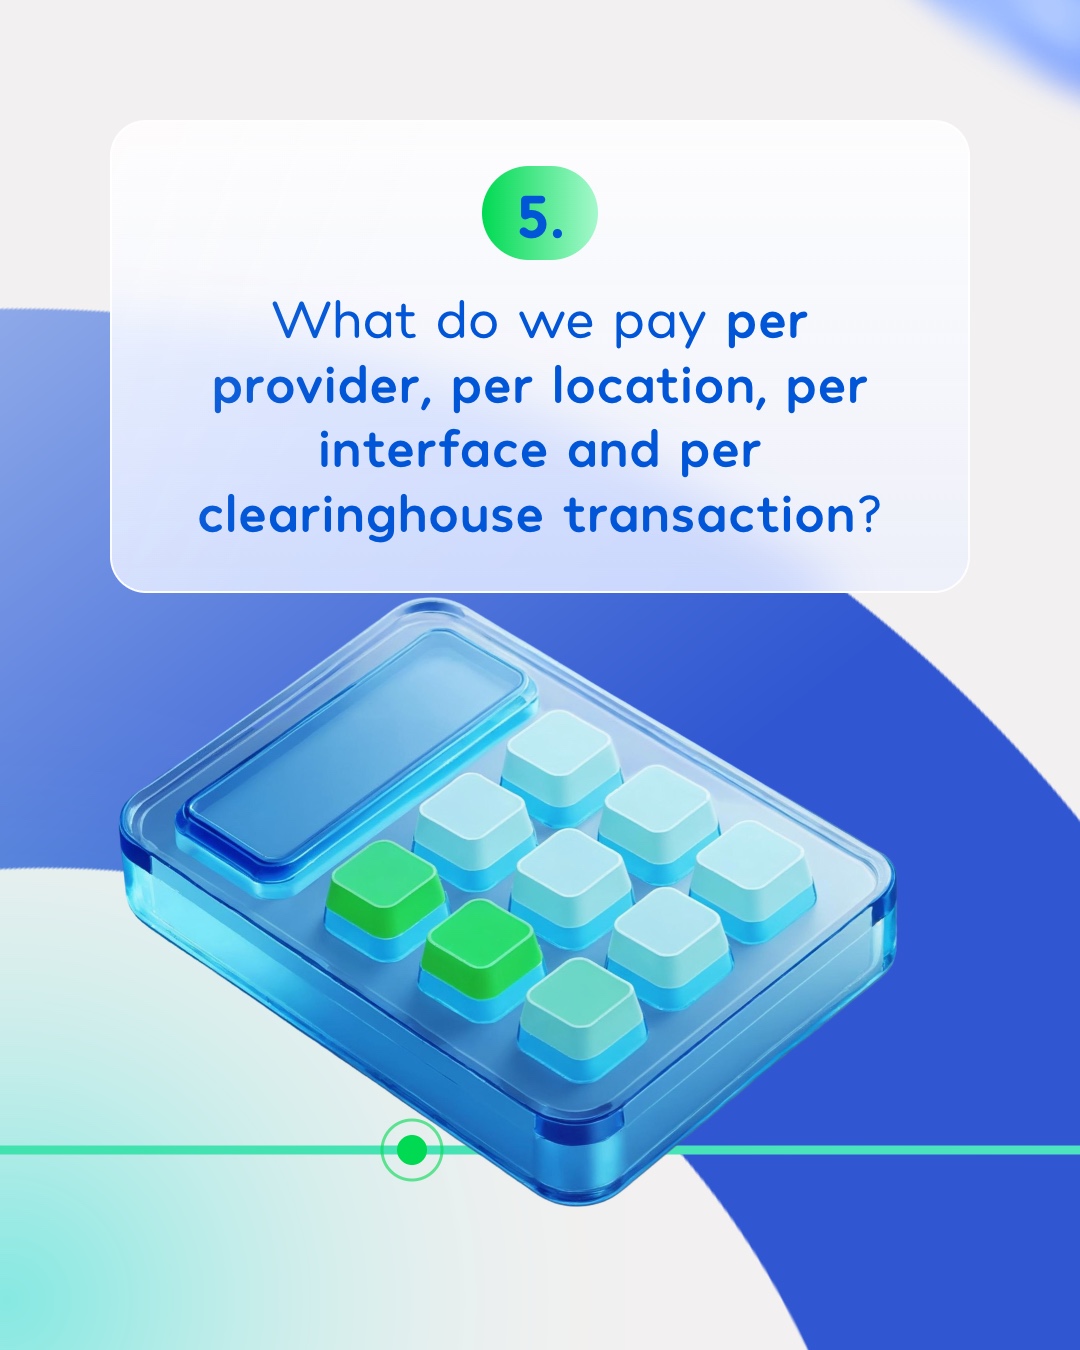 5.
What do we pay per
provider, per location, per
interface and per
clearinghouse transaction?